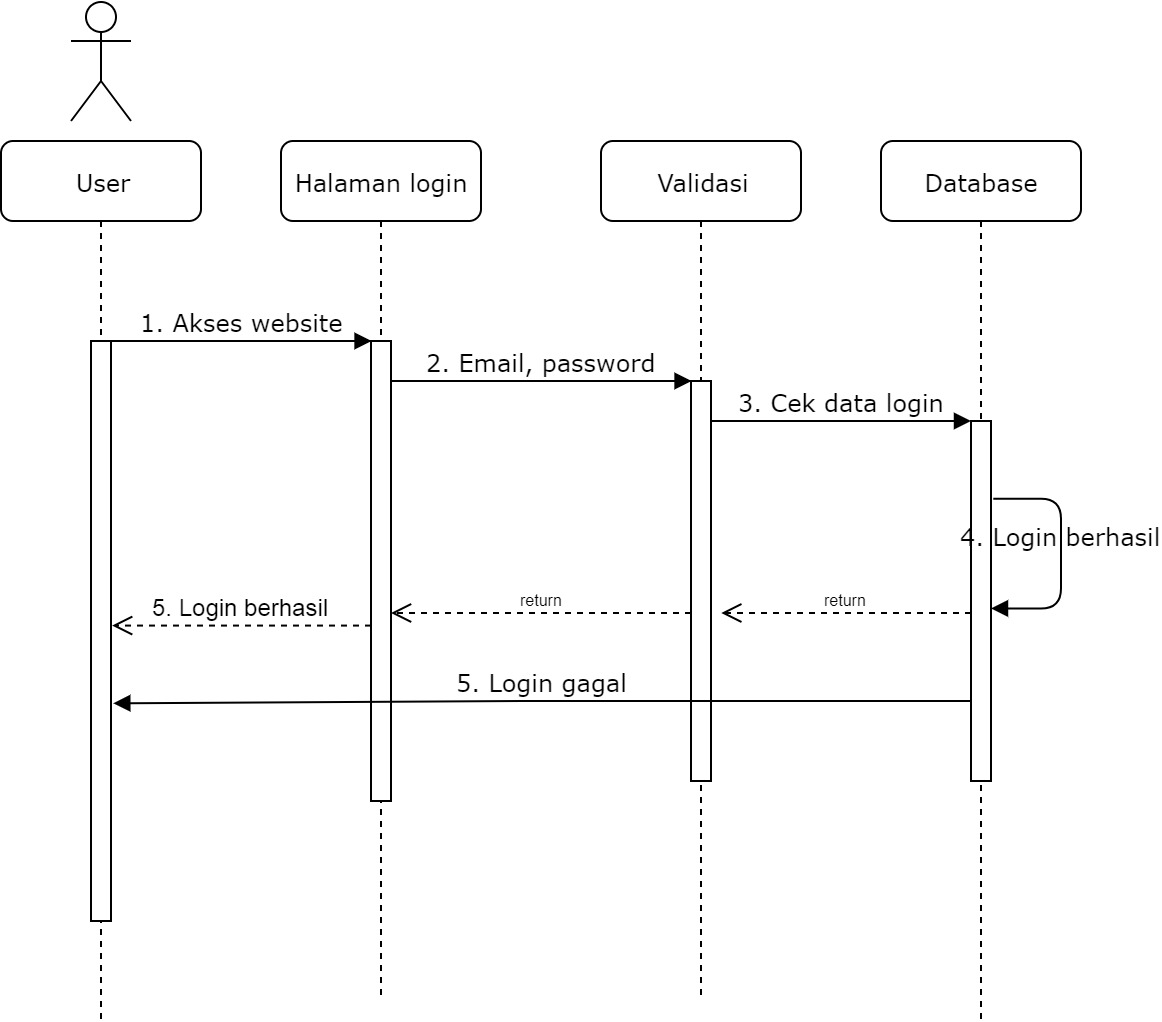 User
Halaman login
Validasi
Database
1. Akses website
2. Email, password
3. Cek data login
4. Login berhasil
return
return
5. Login berhasil
5. Login gagal